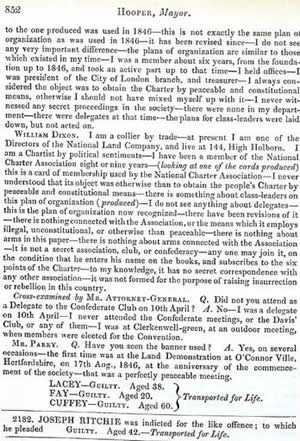 852 HOOPER, Mayor.
to the one produced was used in 1846—this is not exactly the same plan of
organization as was used in 1846—it has been revised since—I do not see
any very important difference—the plans of organization are similar to those
which existed in my time—I was a member about six years, from the founda-
tion up to 1846, and took an active part up to that time—I held offices—I
was president of the City of London branch, and treasurer—I always con-
sidered the object was to obtain the Charter by peaceable and constitutional
means, otherwise I should not have mixed myself up with it—I never wit-
nessed any secret proceedings in the society—there were none in my depart-
ment—there were delegates at that time—the plans for class-leaders were laid
down, but not acted on.
WILLIAM DIXON. I am a collier by trade—at present I am one of the
Directors of the National Land Company, and live at 144, High Holborn. I
am a Chartist by political sentiments—I have been a member of the National
Charter Association eight or nine years—(looking at one of the cards produced)
this is a card of membership used by the National Charter Association—I never
understood that its object was otherwise than to obtain the people's Charter by
peaceable and constitutional means—there is something about class-leaders on
this plan of organization (produced)—I do not see anything about delegates—
this is the plan of organization now recognized—there have been revisions of it
—there is nothing connected with the Association, or the means which it employs
illegal, unconstitutional, or otherwise than peaceable—there is nothing about
arms in this paper—there is nothing about arms connected with the Association
—it is not a secret association, club, or confederacy—any one may join it, on
the condition that he enters his name on the books, and subscribes to the six
points of the Charter—to my knowledge, it has no secret correspondence with
any other association—it was not formed for the purpose of raising insurrection
or rebellion in this country.
Cross-examined by MR. ATTORNEY-GENERAL. Q. Did you not attend as
a Delegate to the Confederate Club on 10th April? A. No—I was a delegate
on 10th April—I never attended the Confederate meetings, or the Davis'
Club, or any of them—I was at Clerkenwell-green, at an outdoor meeting,
when members were elected for the Convention.
MR. PARRY. Q. Have you seen the banner used? A. Yes, on several
occasions—the first time was at the Land Demonstration at O'Connor Ville,
Hertfordshire, on 17th Aug., 1846, at the anniversary of the commence-
ment of the society—that was a perfectly peaceable meeting.
LACEY—GUILTY. Aged 38.
FAY—GUILTY. Aged 20. Transported for Life.
CUFFEY—GUILTY. Aged 60.
2182. JOSEPH RITCHIE was indicted for the like offence; to which
he pleaded GUILTY. Aged 42.—Transported for Life.